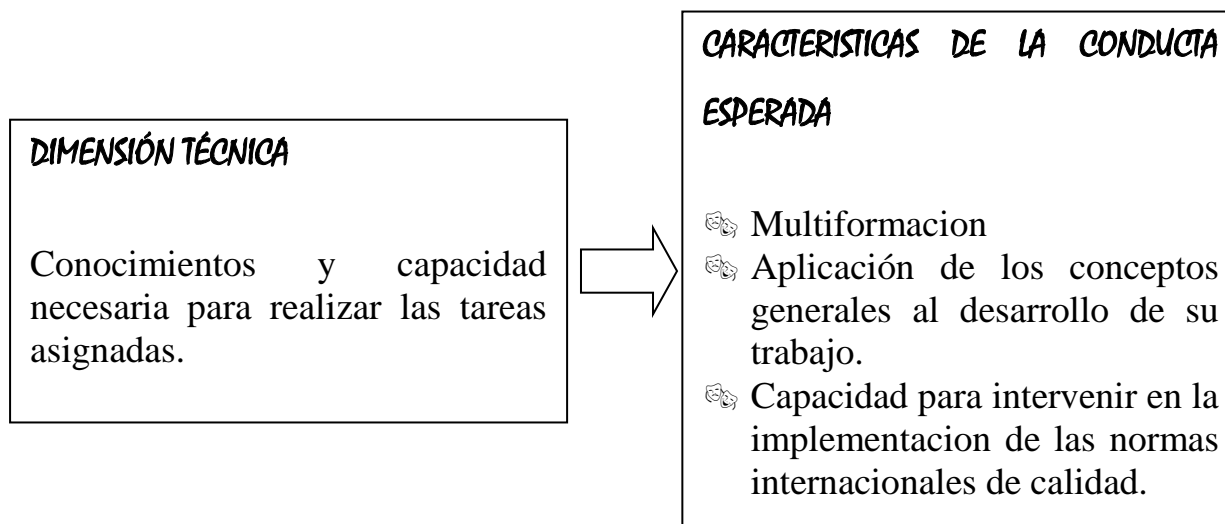 DIMENSIÓN TÉCNICA
Conocimientos y capacidad
necesaria para realizar las tareas
asignadas.
CARACTERISTICAS DE LA CONDUCTA
ESPERADA
Multiformacion
Aplicación de los conceptos
generales al desarrollo de su
trabajo.
Capacidad para intervenir en la
implementacion de las normas
internacionales de calidad.